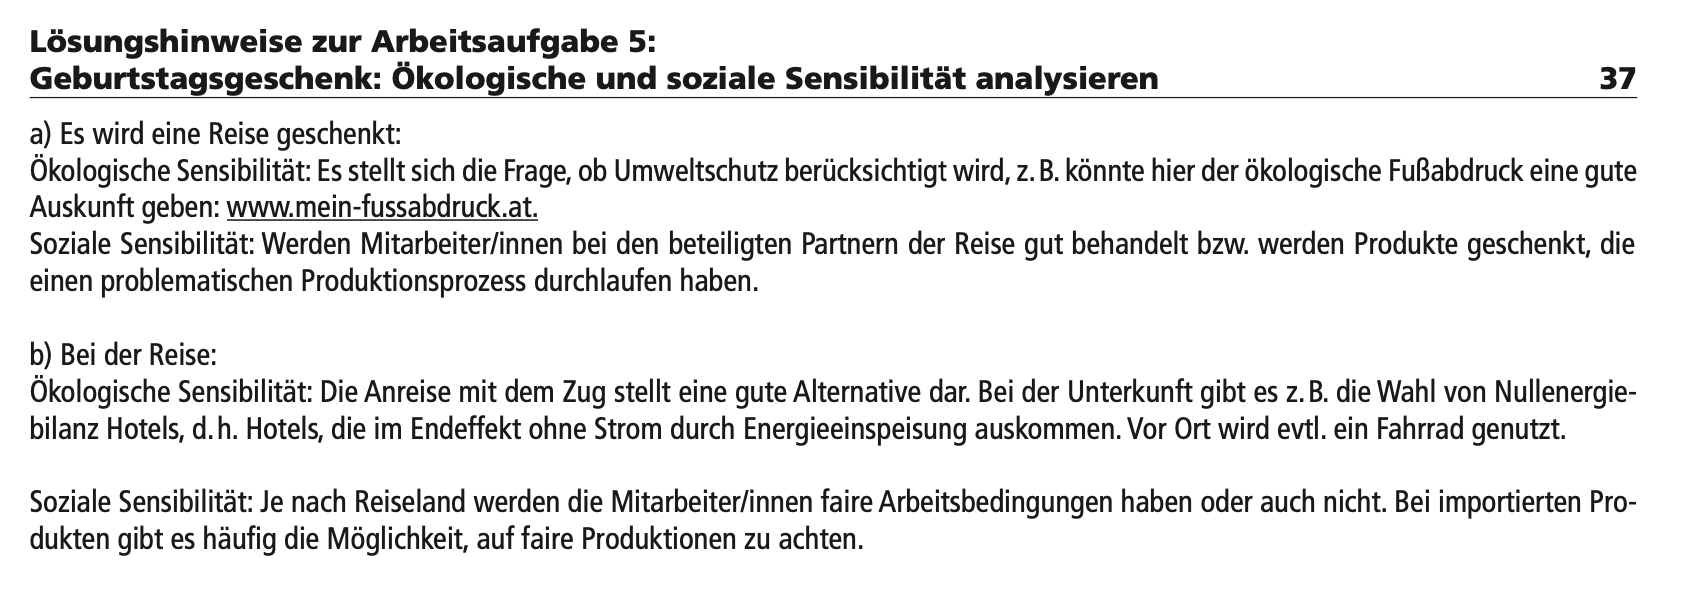 Lösungshinweise zur Arbeitsaufgabe 5:
Geburtstagsgeschenk: Ökologische und soziale Sensibilität analysieren 37
a) Es wird eine Reise geschenkt:
Ökologische Sensibilität: Es stellt sich die Frage, ob Umweltschutz berücksichtigt wird, z. B. könnte hier der ökologische Fußabdruck eine gute
Auskunft geben: www.mein-fussabdruck.at.
Soziale Sensibilität: Werden Mitarbeiter/innen bei den beteiligten Partnern der Reise gut behandelt bzw. werden Produkte geschenkt, die
einen problematischen Produktionsprozess durchlaufen haben.
b) Bei der Reise:
Ökologische Sensibilität: Die Anreise mit dem Zug stellt eine gute Alternative dar. Bei der Unterkunft gibt es z. B. die Wahl von Nullenergie-
bilanz Hotels, d. h. Hotels, die im Endeffekt ohne Strom durch Energieeinspeisung auskommen. Vor Ort wird evtl. ein Fahrrad genutzt.
Soziale Sensibilität: Je nach Reiseland werden die Mitarbeiter/innen faire Arbeitsbedingungen haben oder auch nicht. Bei importierten Pro-
dukten gibt es häufig die Möglichkeit, auf faire Produktionen zu achten.